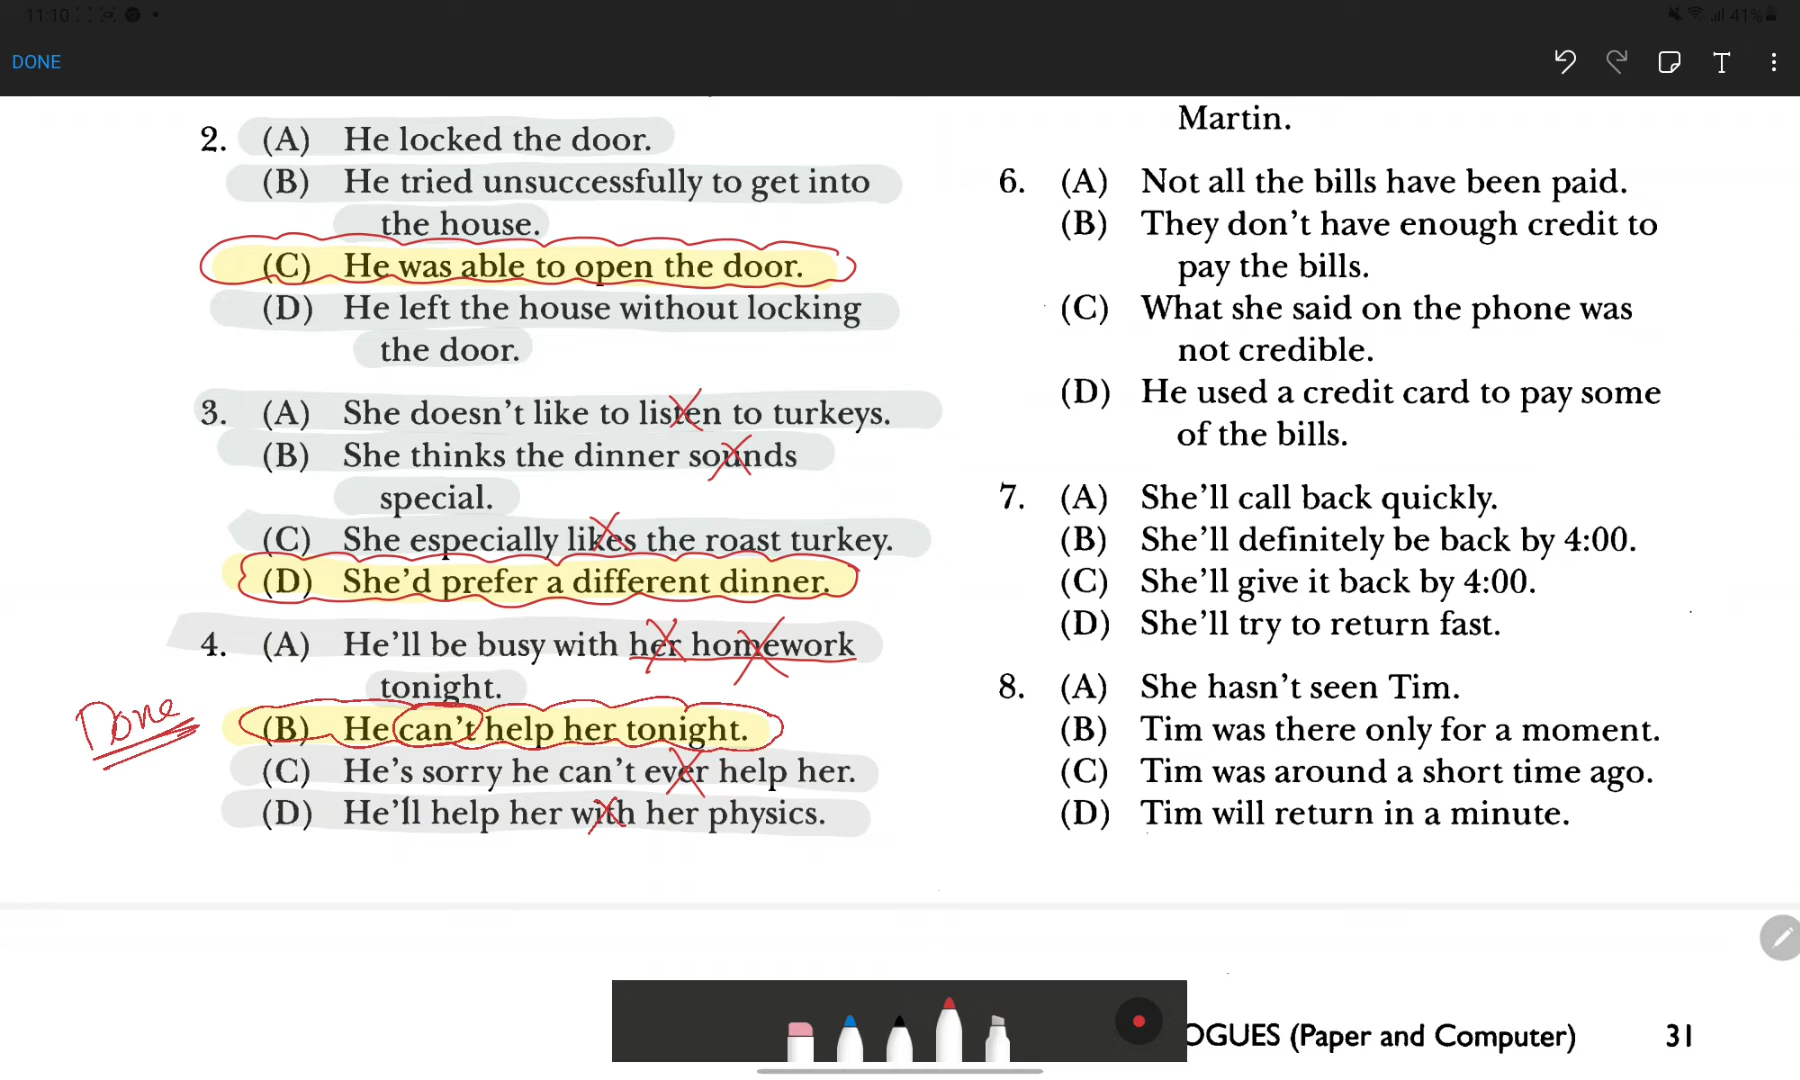 11:10
41%
DONE
T
2. (A) He locked the door.
(B) He tried unsuccessfully to get into
the house.
(C) He was able to open the door.
(D) He left the house without locking
the door.
3. (A) She doesn't like to listen to turkeys.
(B) She thinks the dinner sounds
special.
(C) She especially likes the roast turkey.
(D) She'd prefer a different dinner.
4. (A) He'll be busy with her homework
tonight.
Done
(B) He can't help her tonight.
(C) He's sorry he can't ever help her.
(D) He'll help her with her physics.
Martin.
6. (A) Not all the bills have been paid.
(B) They don't have enough credit to
pay the bills.
(C) What she said on the phone was
not credible.
(D) He used a credit card to pay some
of the bills.
7. (A) She'll call back quickly.
(B) She'll definitely be back by 4:00.
(C) She'll give it back by 4:00.
(D) She'll try to return fast.
8. (A) She hasn't seen Tim.
(B) Tim was there only for a moment.
(C) Tim was around a short time ago.
(D) Tim will return in a minute.
OGUES (Paper and Computer) 31